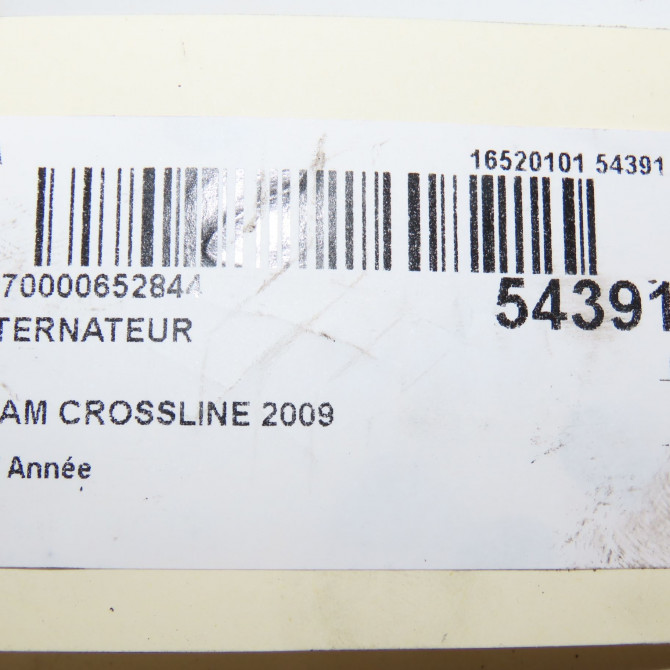 16520101 54391
70000652844
54391
TERNATEUR
AM CROSSLINE 2009
Année